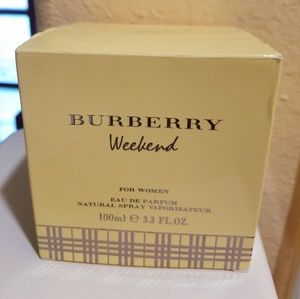 BURBERRY
Weekend
FOR WOMEN
EAU DE PARFUM
NATURAL SPRAY VAPORISATEUR
100ml ℮ 3.3 FL.OZ.